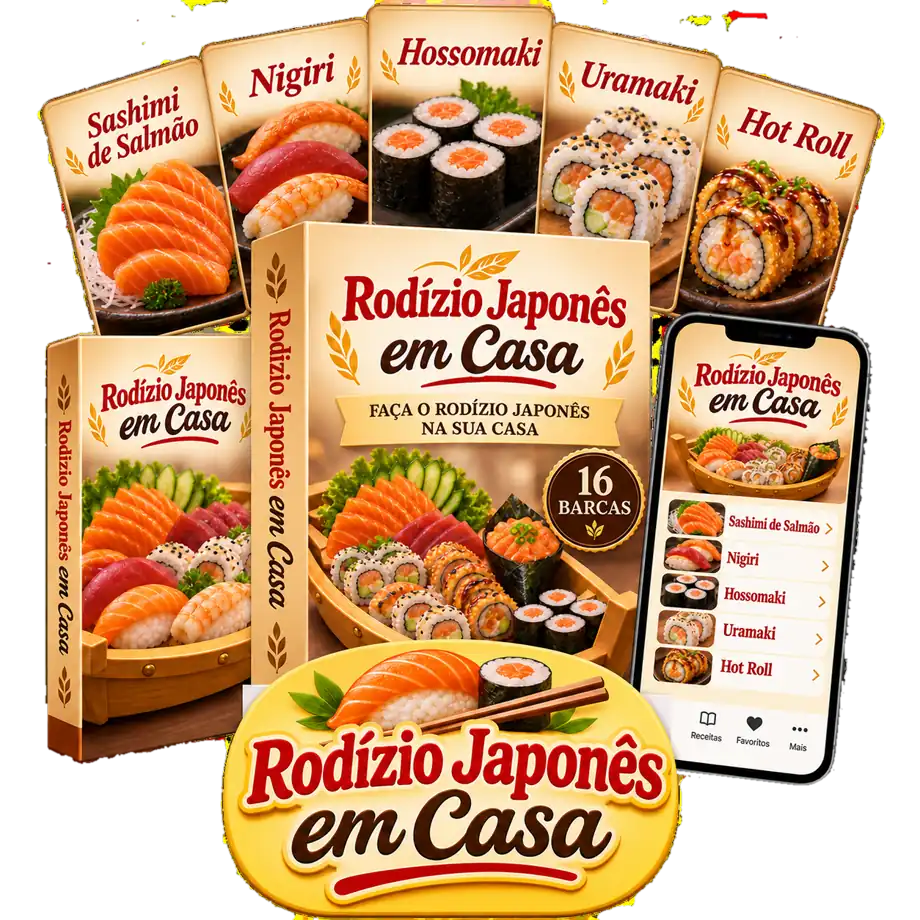 Sashimi
de Salmão
Nigiri
Hossomaki
Uramaki
Hot Roll
Rodízio Japonês
em Casa
Rodízio Japonês em Casa
Rodizio Japonês em Casa
Rodízio Japonês
em Casa
FAÇA O RODÍZIO JAPONÊS
NA SUA CASA
16
BARCAS
Rodízio Japonês
em Casa
Sashimi de Salmão
Nigiri
Hossomaki
Uramaki
Hot Roll
Receitas
Favoritos
Mais
Rodízio Japonês
em Casa